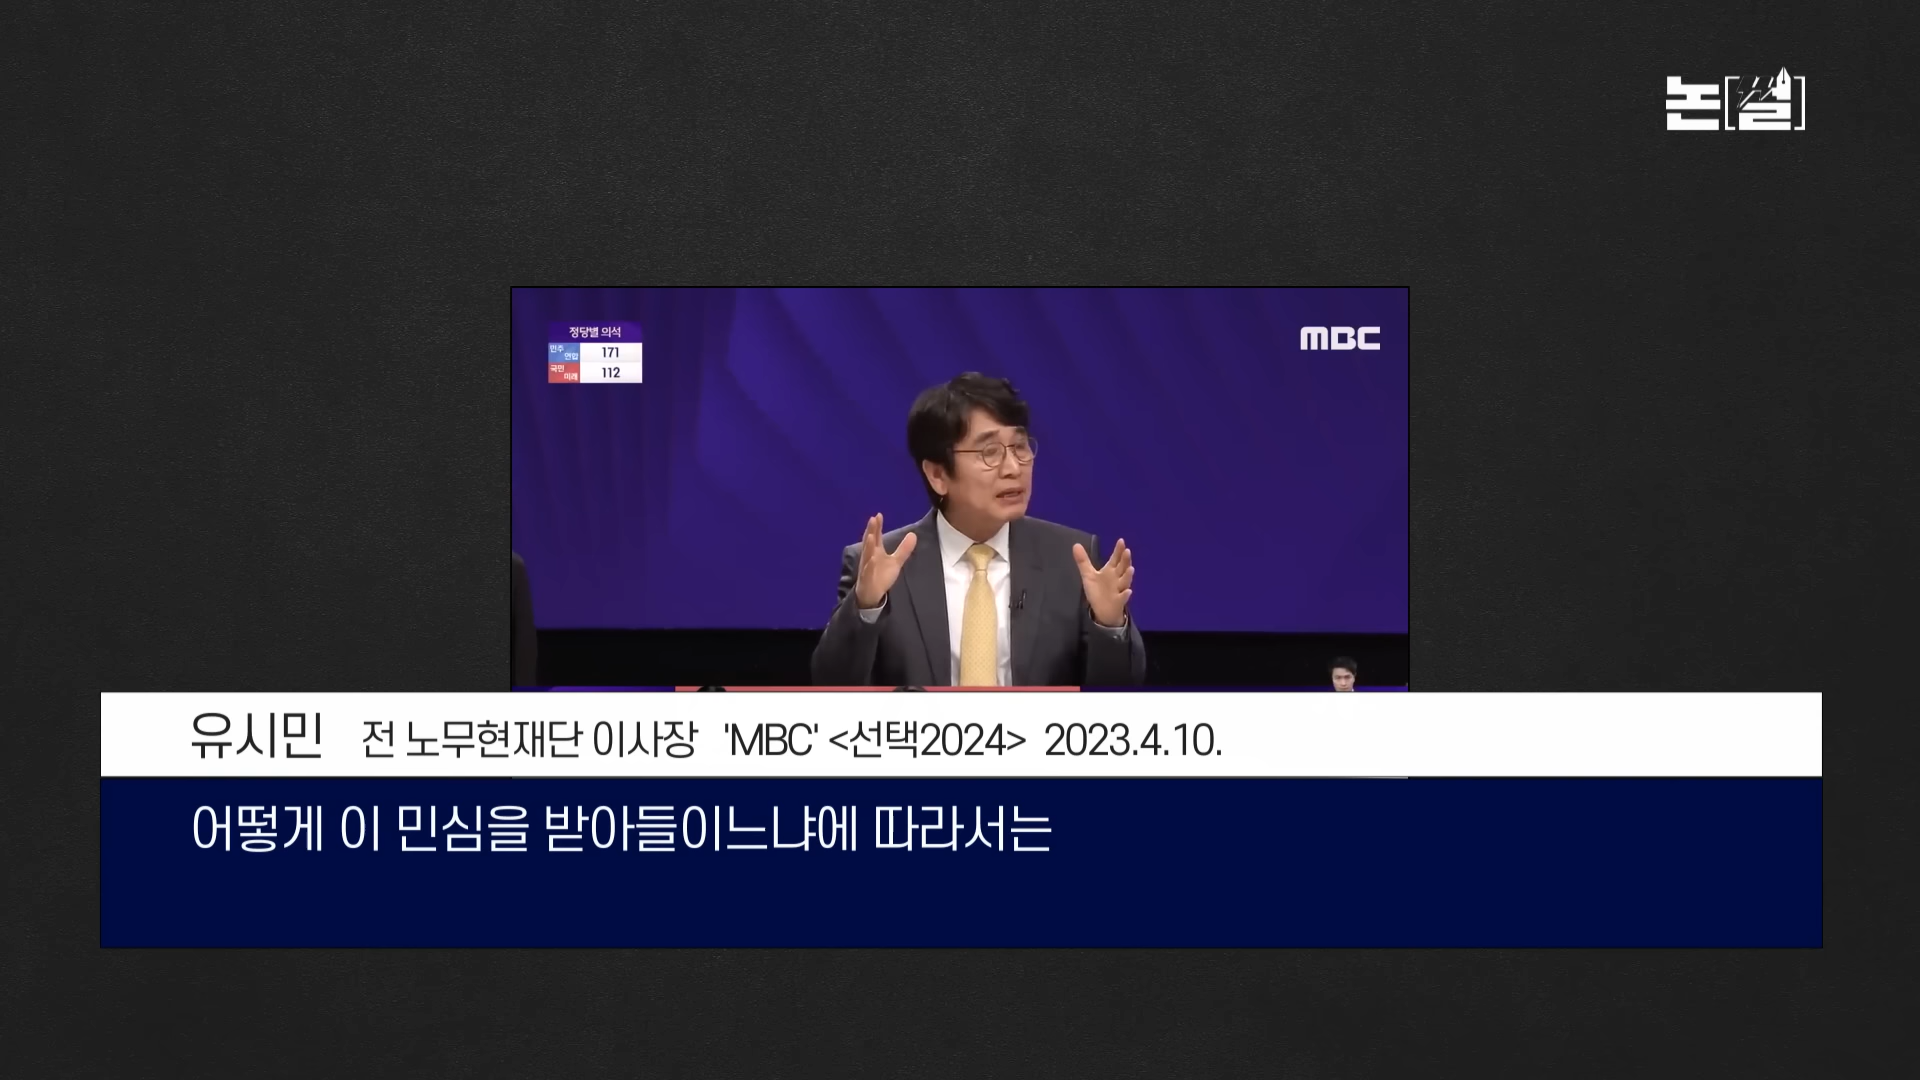 논[썰]
정당별 의석
MBC
민주
연합
171
국민
미래
112
유시민 전 노무현재단 이사장 'MBC' <선택2024> 2023.4.10.
어떻게 이 민심을 받아들이느냐에 따라서는